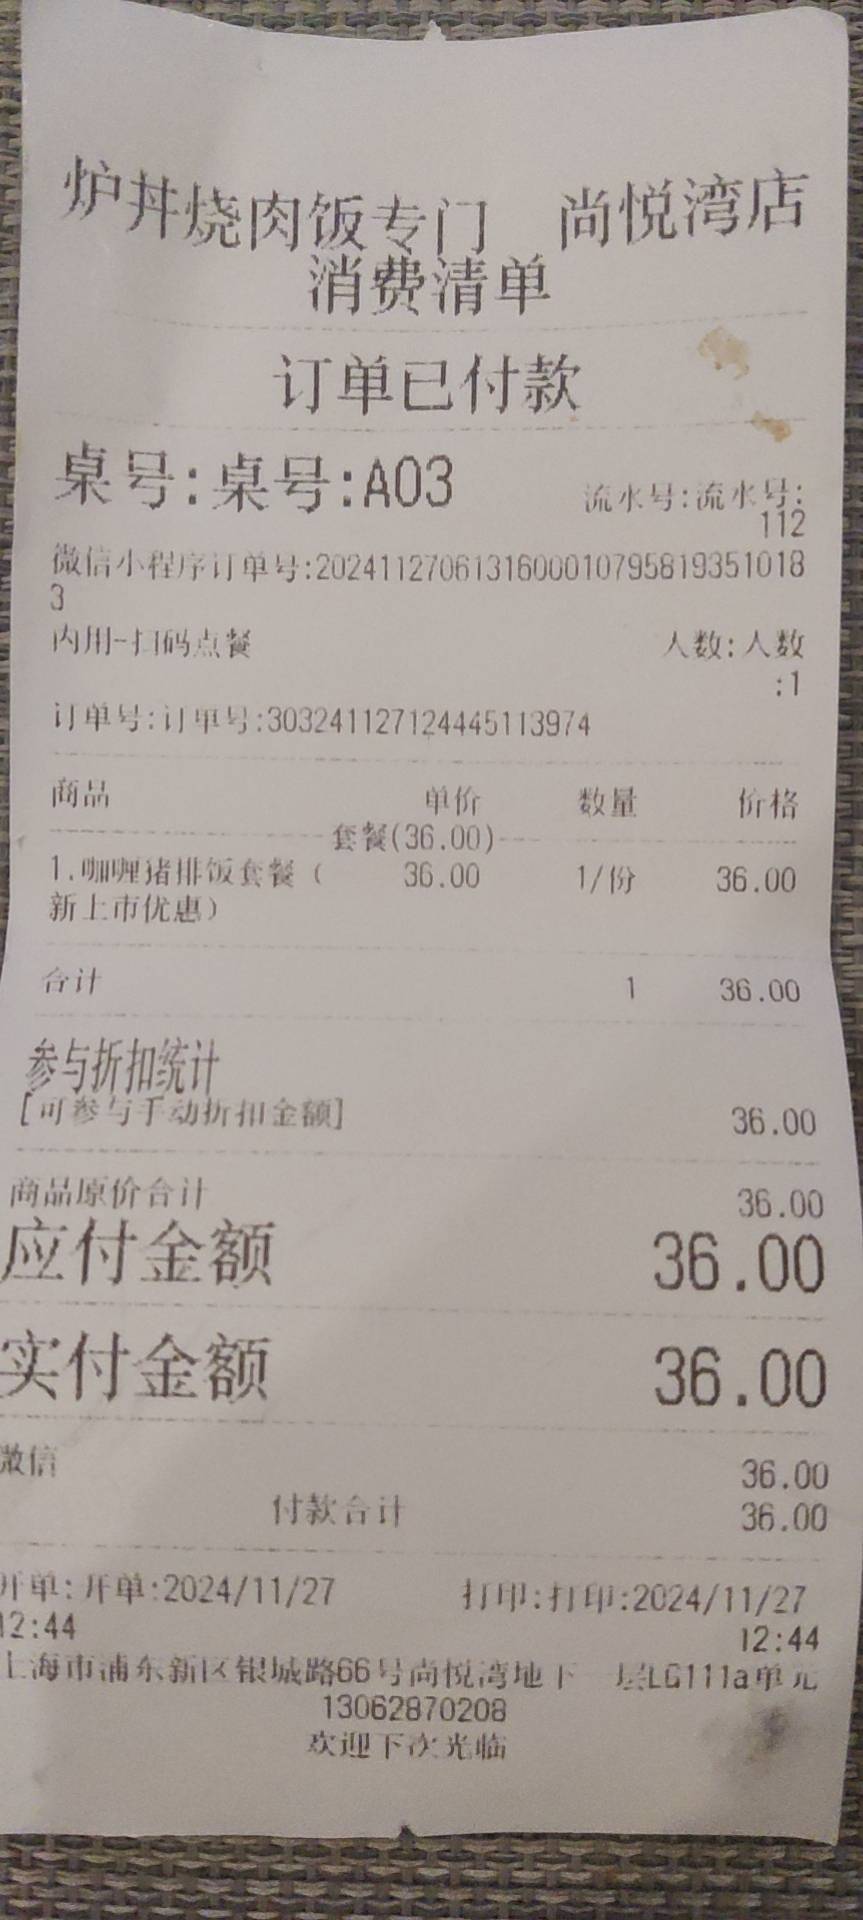 炉丼烧肉饭专门 尚悦湾店
消费清单
订单已付款
桌号:桌号:A03 流水号:流水号:
112
微信小程序订单号:2024112706131600010795819351018
3
内用-扫码点餐 人数:人数
:1
订单号:订单号:303241127124445113974
商品 单价 数量 价格
套餐(36.00)
1.咖喱猪排饭套餐（ 36.00 1/份 36.00
新上市优惠）
合计 1 36.00
参与折扣统计
[可参与手动折扣金额] 36.00
商品原价合计 36.00
应付金额 36.00
实付金额 36.00
微信 36.00
付款合计 36.00
开单:开单:2024/11/27 打印:打印:2024/11/27
12:44 12:44
上海市浦东新区银城路66号尚悦湾地下一层LG111a单元
13062870208
欢迎下次光临